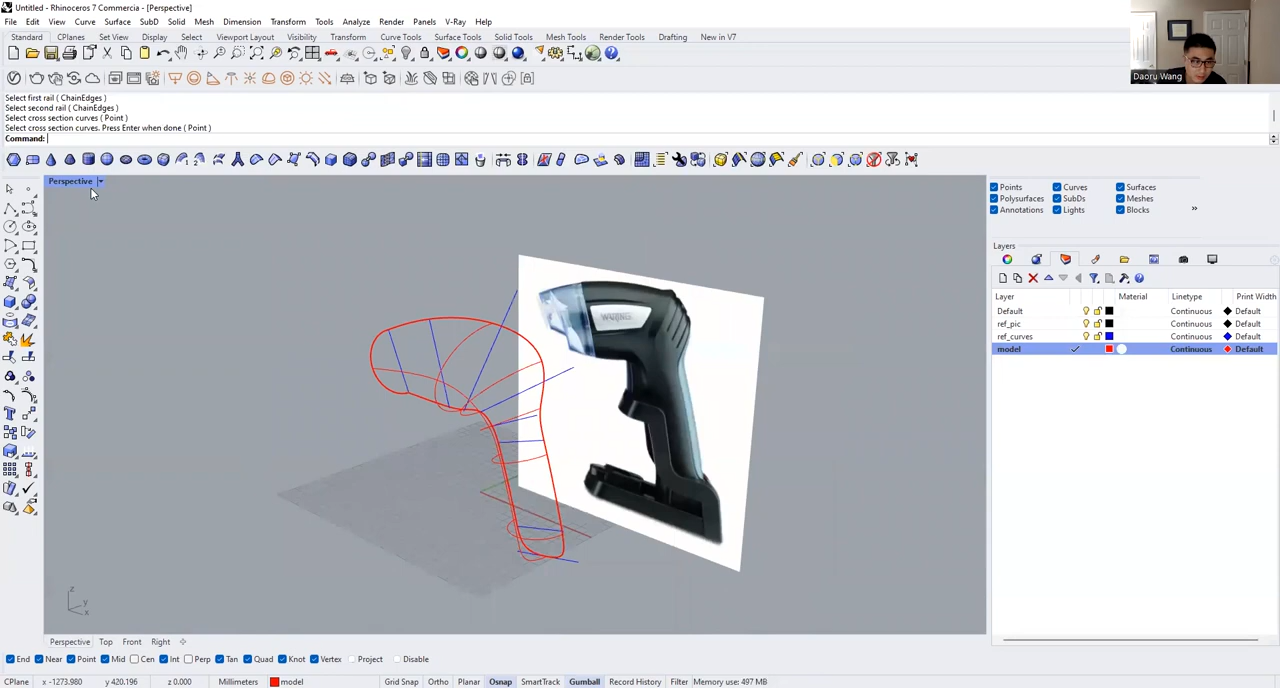 Untitled - Rhinoceros 7 Commercia - [Perspective]
File Edit View Curve Surface SubD Solid Mesh Dimension Transform Tools Analyze Render Panels V-Ray Help
Standard CPlanes Set View Display Select Viewport Layout Visibility Transform Curve Tools Surface Tools Solid Tools Mesh Tools Render Tools Drafting New in V7
Daoru Wang
Select first rail ( ChainEdges )
Select second rail ( ChainEdges )
Select cross section curves ( Point )
Select cross section curves. Press Enter when done ( Point )
Command:
Perspective
Points Curves Surfaces
Polysurfaces SubDs Meshes
Annotations Lights Blocks
»
Layers
Layer Material Linetype Print Width
Default Continuous Default
ref_pic Continuous Default
ref_curves Continuous Default
model Continuous Default
WARING
z
y
x
Perspective Top Front Right
End Near Point Mid Cen Int Perp Tan Quad Knot Vertex Project Disable
CPlane x -1273.980 y 420.196 z 0.000 Millimeters model Grid Snap Ortho Planar Osnap SmartTrack Gumball Record History Filter Memory use: 497 MB